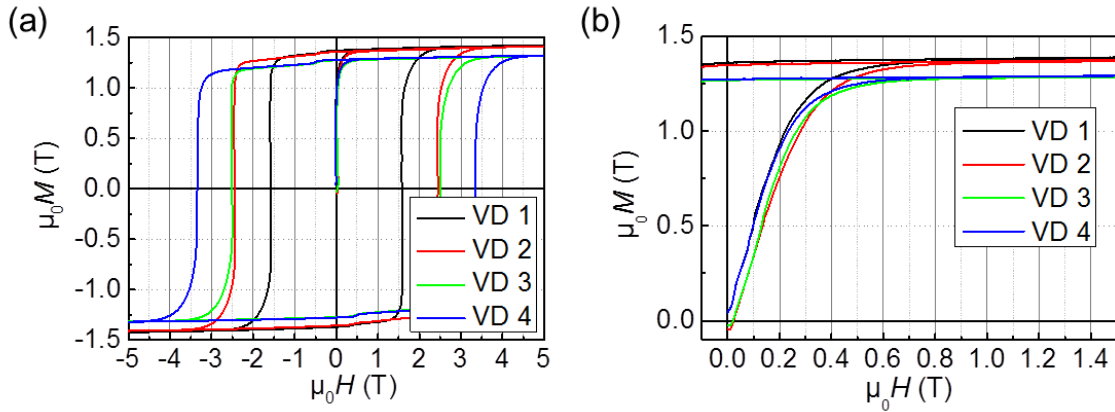 (a)
1.5
1.0
0.5
0.0
-0.5
-1.0
-1.5
μ₀M (T)
-5 -4 -3 -2 -1 0 1 2 3 4 5
μ₀H (T)
VD 1
VD 2
VD 3
VD 4
(b)
1.5
1.0
0.5
0.0
μ₀M (T)
0.0 0.2 0.4 0.6 0.8 1.0 1.2 1.4
μ₀H (T)
VD 1
VD 2
VD 3
VD 4